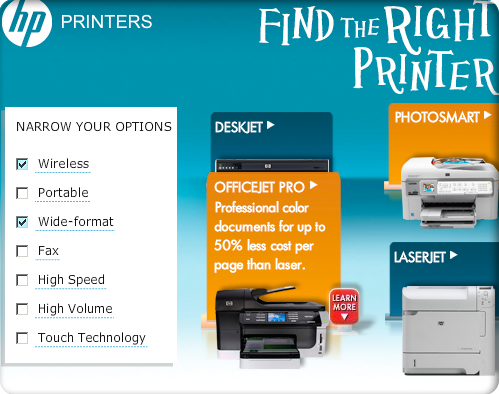 hp PRINTERS
FIND THE RIGHT
PRINTER
NARROW YOUR OPTIONS
Wireless
Portable
Wide-format
Fax
High Speed
High Volume
Touch Technology
DESKJET
OFFICEJET PRO
Professional color
documents for up to
50% less cost per
page than laser.
LEARN
MORE
PHOTOSMART
LASERJET